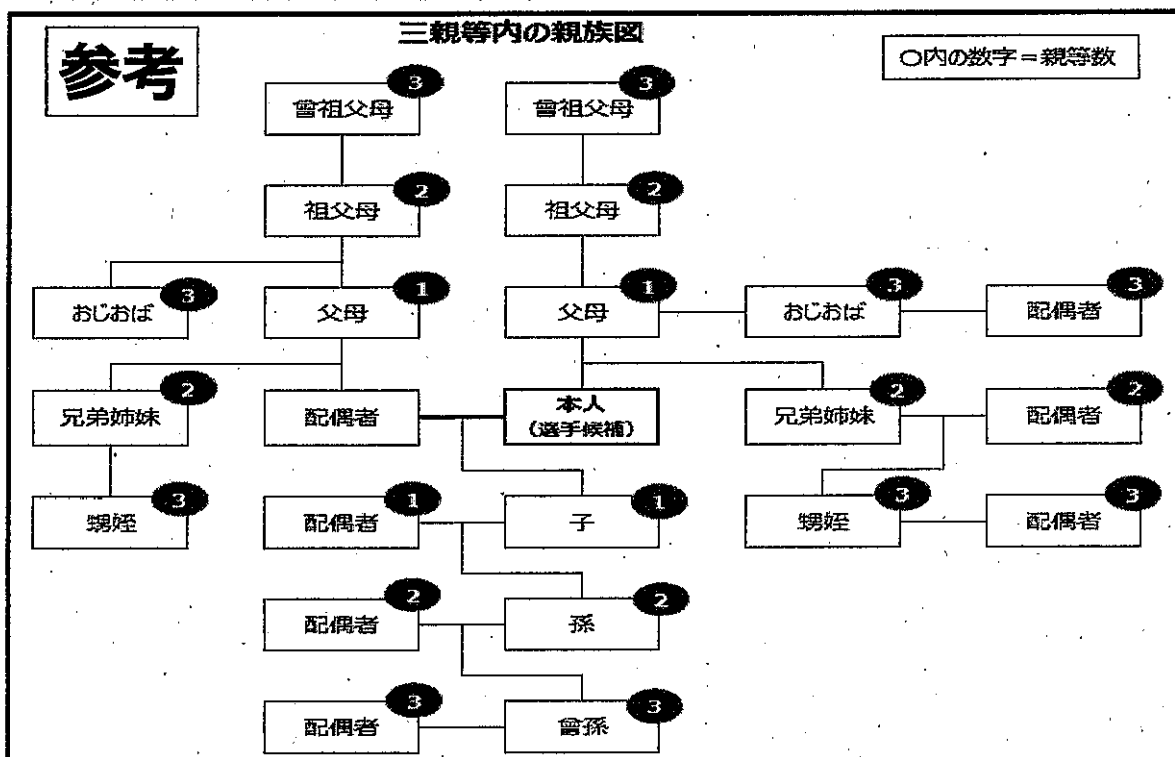 三親等内の親族図
参考
○内の数字=親等数
3
3
曾祖父母
曾祖父母
2
2
祖父母
祖父母
3
1
1
3
3
おじおば
父母
父母
おじおば
配偶者
2
2
2
兄弟姉妹
配偶者
本人
(選手候補)
兄弟姉妹
配偶者
3
1
1
3
3
甥姪
配偶者
子
甥姪
配偶者
2
2
配偶者
孫
3
3
配偶者
曾孫